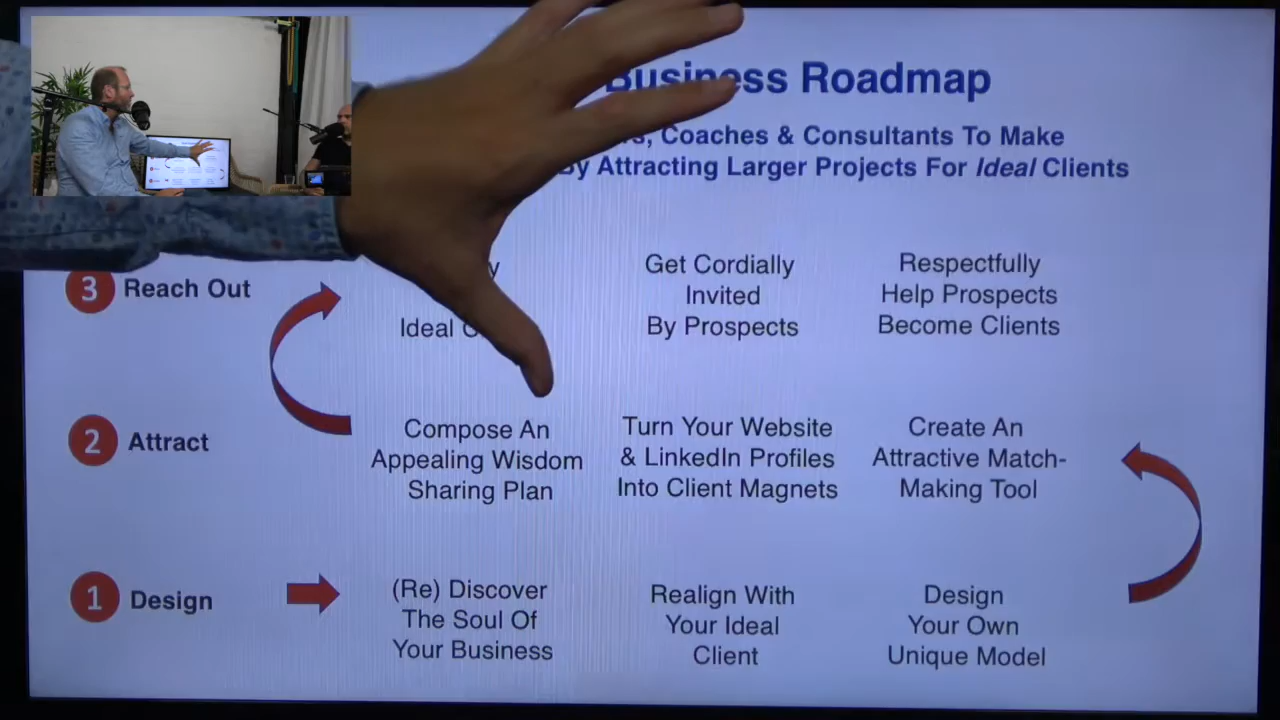 Business Roadmap
Coaches & Consultants To Make
By Attracting Larger Projects For Ideal Clients
3 Reach Out
Ideal
Get Cordially
Invited
By Prospects
Respectfully
Help Prospects
Become Clients
2 Attract
Compose An
Appealing Wisdom
Sharing Plan
Turn Your Website
& LinkedIn Profiles
Into Client Magnets
Create An
Attractive Match-
Making Tool
1 Design
(Re) Discover
The Soul Of
Your Business
Realign With
Your Ideal
Client
Design
Your Own
Unique Model